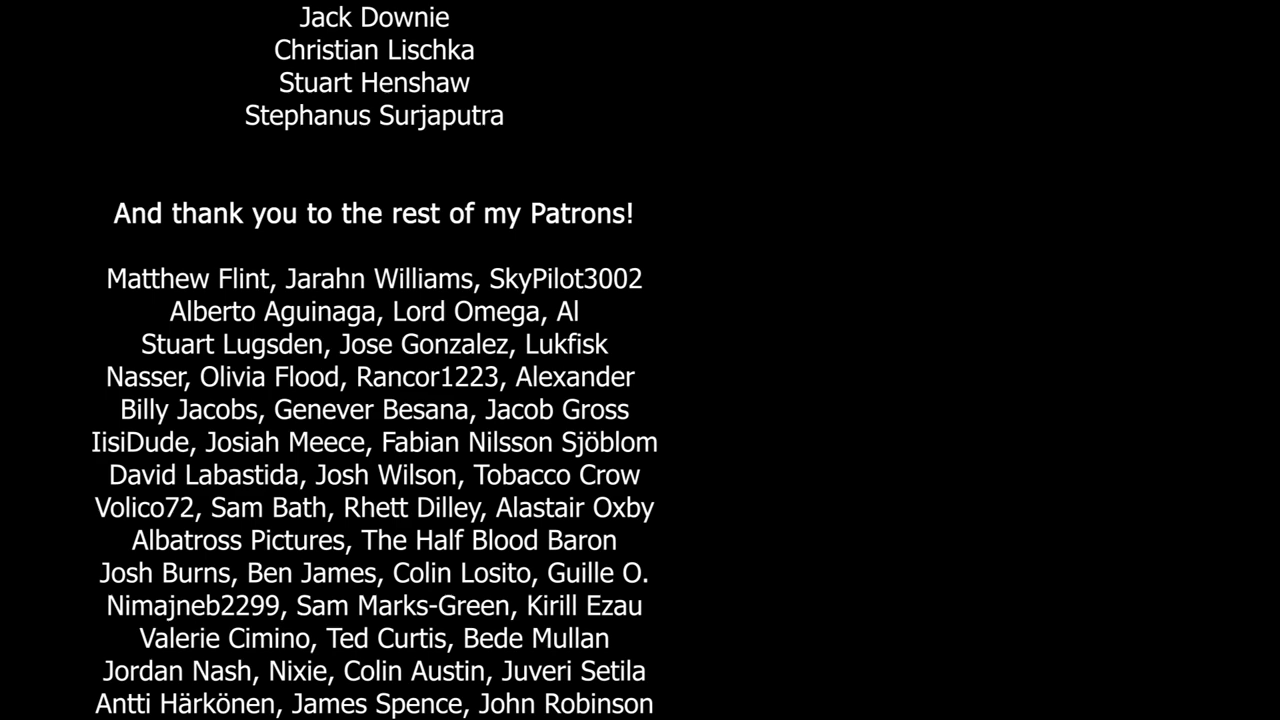 Jack Downie
Christian Lischka
Stuart Henshaw
Stephanus Surjaputra
And thank you to the rest of my Patrons!
Matthew Flint, Jarahn Williams, SkyPilot3002
Alberto Aguinaga, Lord Omega, Al
Stuart Lugsden, Jose Gonzalez, Lukfisk
Nasser, Olivia Flood, Rancor1223, Alexander
Billy Jacobs, Genever Besana, Jacob Gross
IisiDude, Josiah Meece, Fabian Nilsson Sjöblom
David Labastida, Josh Wilson, Tobacco Crow
Volico72, Sam Bath, Rhett Dilley, Alastair Oxby
Albatross Pictures, The Half Blood Baron
Josh Burns, Ben James, Colin Losito, Guille O.
Nimajneb2299, Sam Marks-Green, Kirill Ezau
Valerie Cimino, Ted Curtis, Bede Mullan
Jordan Nash, Nixie, Colin Austin, Juveri Setila
Antti Härkönen, James Spence, John Robinson